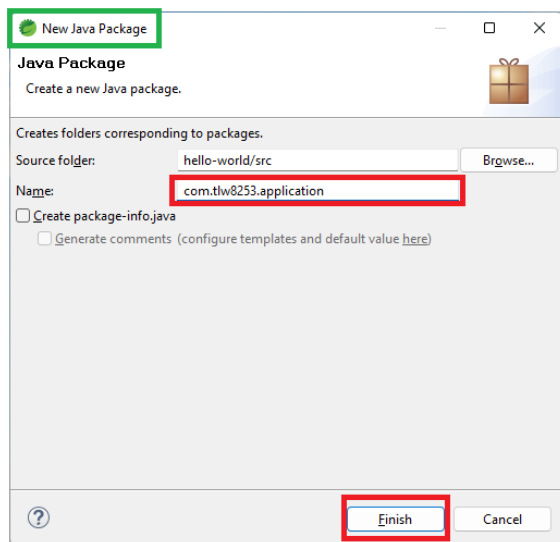 New Java Package
Java Package
Create a new Java package.
Creates folders corresponding to packages.
Source folder: hello-world/src Browse...
Name: com.tlw8253.application
Create package-info.java
Generate comments (configure templates and default value here)
? Finish Cancel